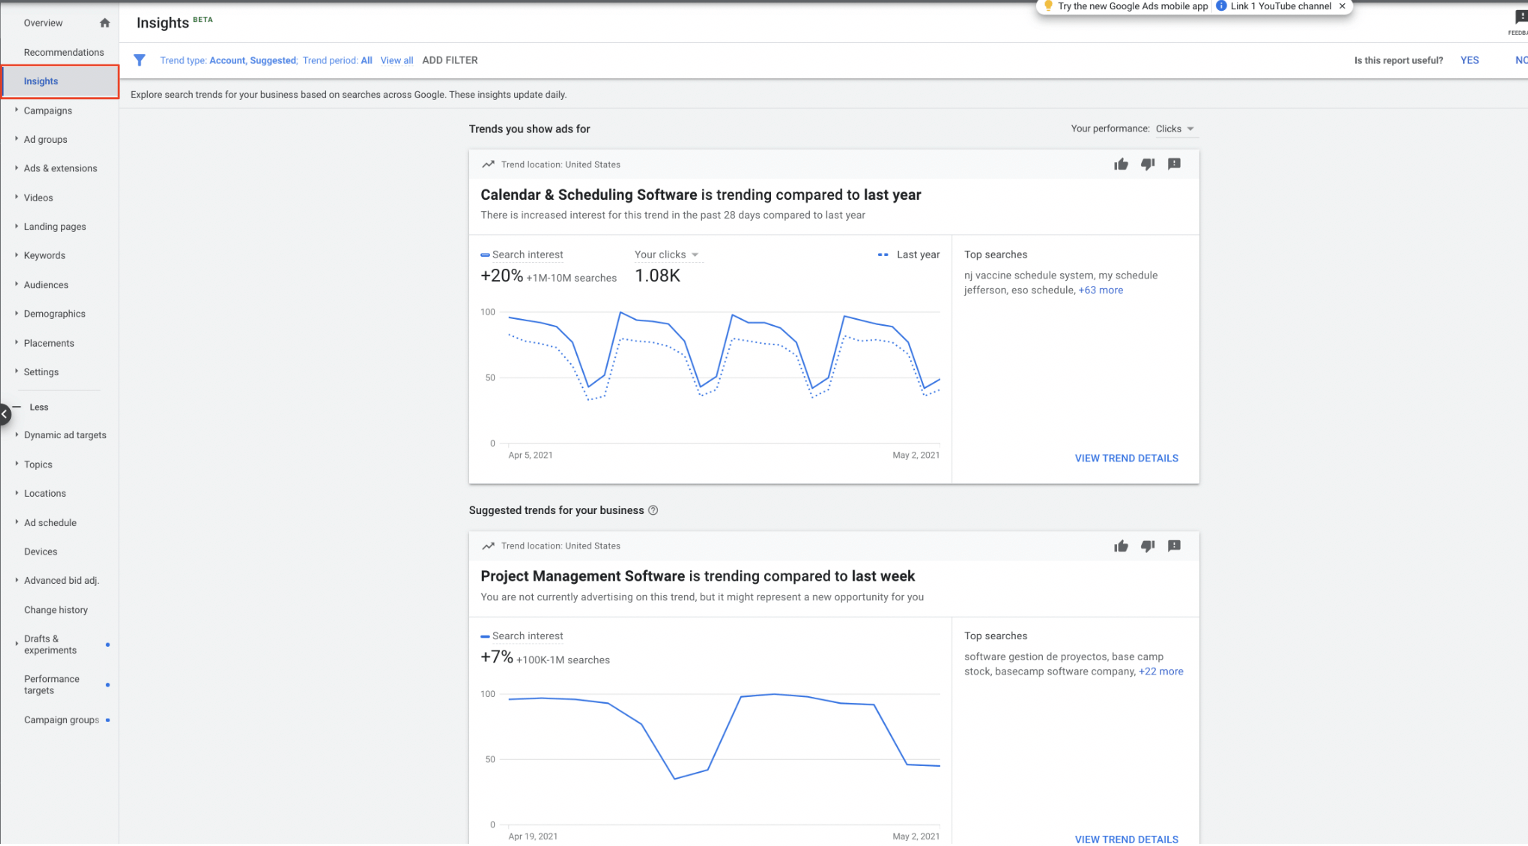 Overview
Recommendations
Insights
Campaigns
Ad groups
Ads & extensions
Videos
Landing pages
Keywords
Audiences
Demographics
Placements
Settings
Less
Dynamic ad targets
Topics
Locations
Ad schedule
Devices
Advanced bid adj.
Change history
Drafts &
experiments
Performance
targets
Campaign groups
Insights BETA
Try the new Google Ads mobile app
Link 1 YouTube channel
Trend type: Account, Suggested; Trend period: All View all ADD FILTER
Is this report useful? YES
Explore search trends for your business based on searches across Google. These insights update daily.
Trends you show ads for
Your performance: Clicks
Trend location: United States
Calendar & Scheduling Software is trending compared to last year
There is increased interest for this trend in the past 28 days compared to last year
Search interest
+20% +1M-10M searches
Your clicks
1.08K
Last year
100
50
0
Apr 5, 2021
May 2, 2021
Top searches
nj vaccine schedule system, my schedule
jefferson, eso schedule, +63 more
VIEW TREND DETAILS
Suggested trends for your business
Trend location: United States
Project Management Software is trending compared to last week
You are not currently advertising on this trend, but it might represent a new opportunity for you
Search interest
+7% +100K-1M searches
100
50
0
Apr 19, 2021
May 2, 2021
Top searches
software gestion de proyectos, base camp
stock, basecamp software company, +22 more
VIEW TREND DETAILS